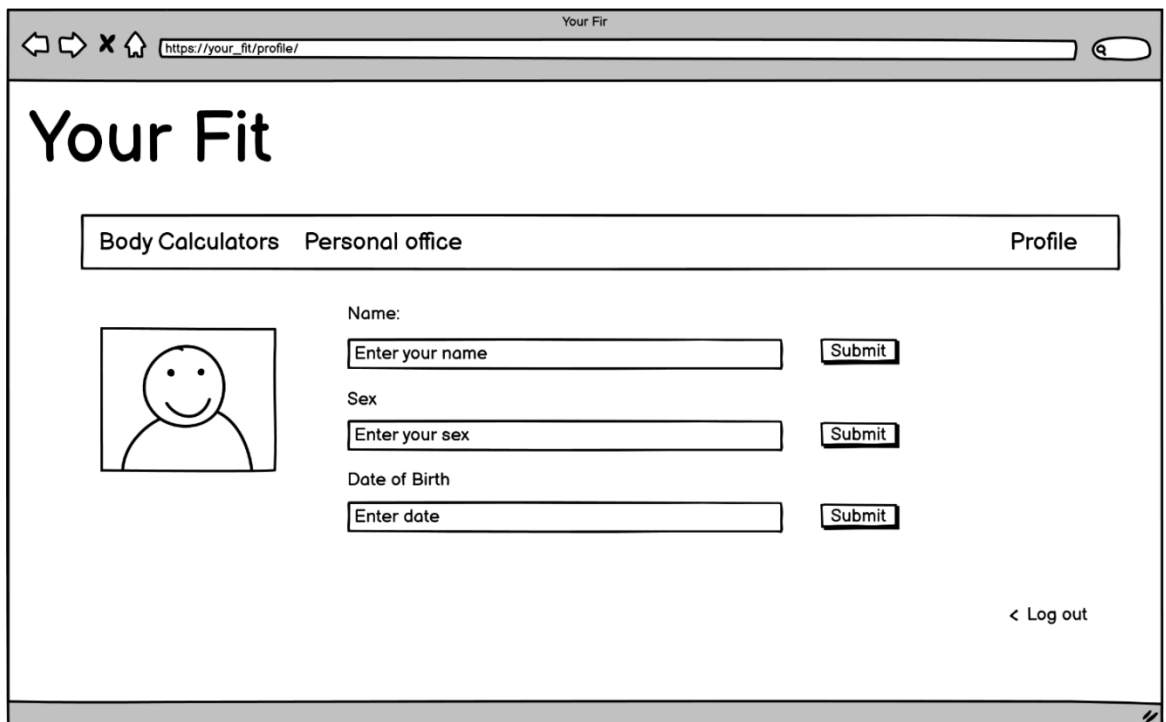 Your Fir
https://your_fit/profile/
Your Fit
Body Calculators Personal office Profile
Name:
Enter your name Submit
Sex
Enter your sex Submit
Date of Birth
Enter date Submit
< Log out